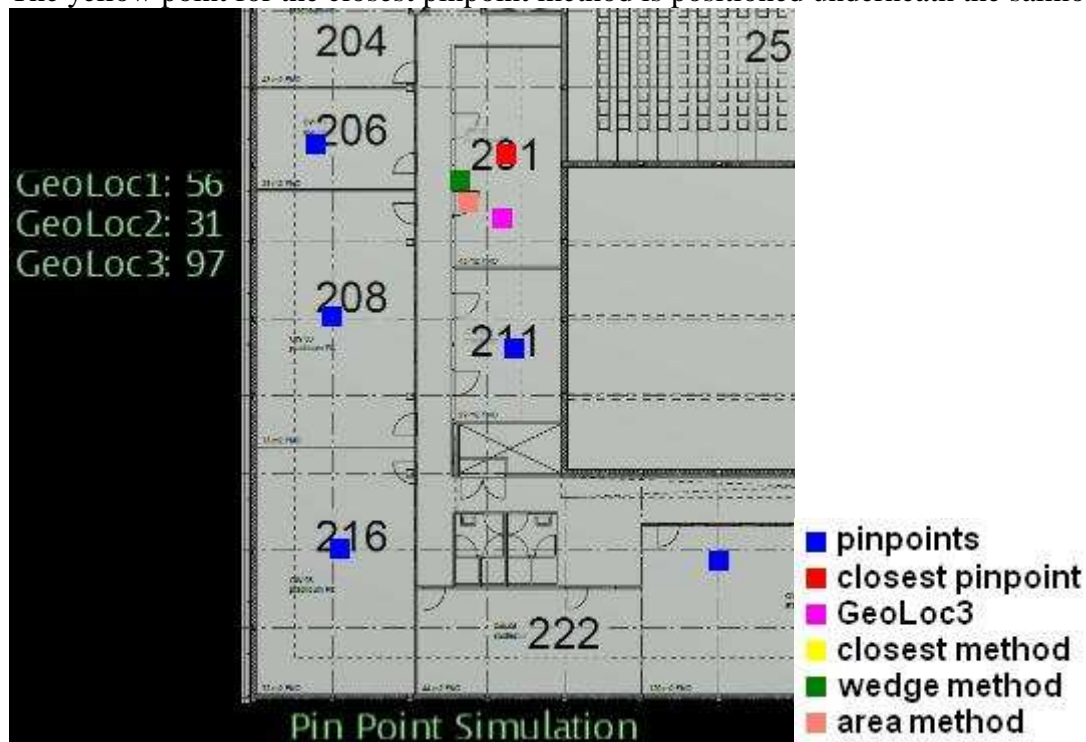 The yellow point for the closest pinpoint method is positioned underneath the salmo
204
25
206
201
GeoLoc1: 56
GeoLoc2: 31
GeoLoc3: 97
208
211
216
222
pinpoints
closest pinpoint
GeoLoc3
closest method
wedge method
area method
Pin Point Simulation